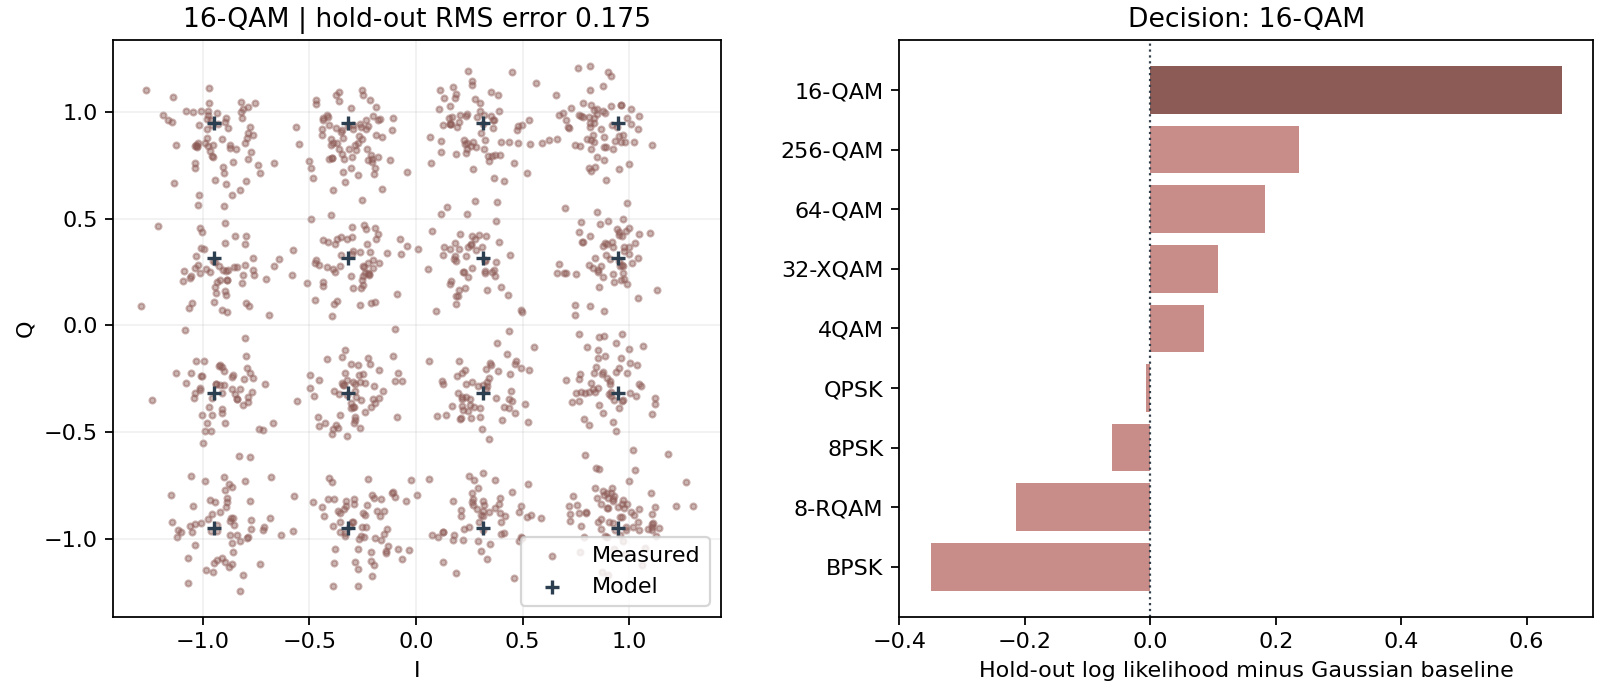 16-QAM | hold-out RMS error 0.175
1.0
0.5
0.0
−0.5
−1.0
Q
−1.0 −0.5 0.0 0.5 1.0
I
Measured
Model
Decision: 16-QAM
16-QAM
256-QAM
64-QAM
32-XQAM
4QAM
QPSK
8PSK
8-RQAM
BPSK
−0.4 −0.2 0.0 0.2 0.4 0.6
Hold-out log likelihood minus Gaussian baseline